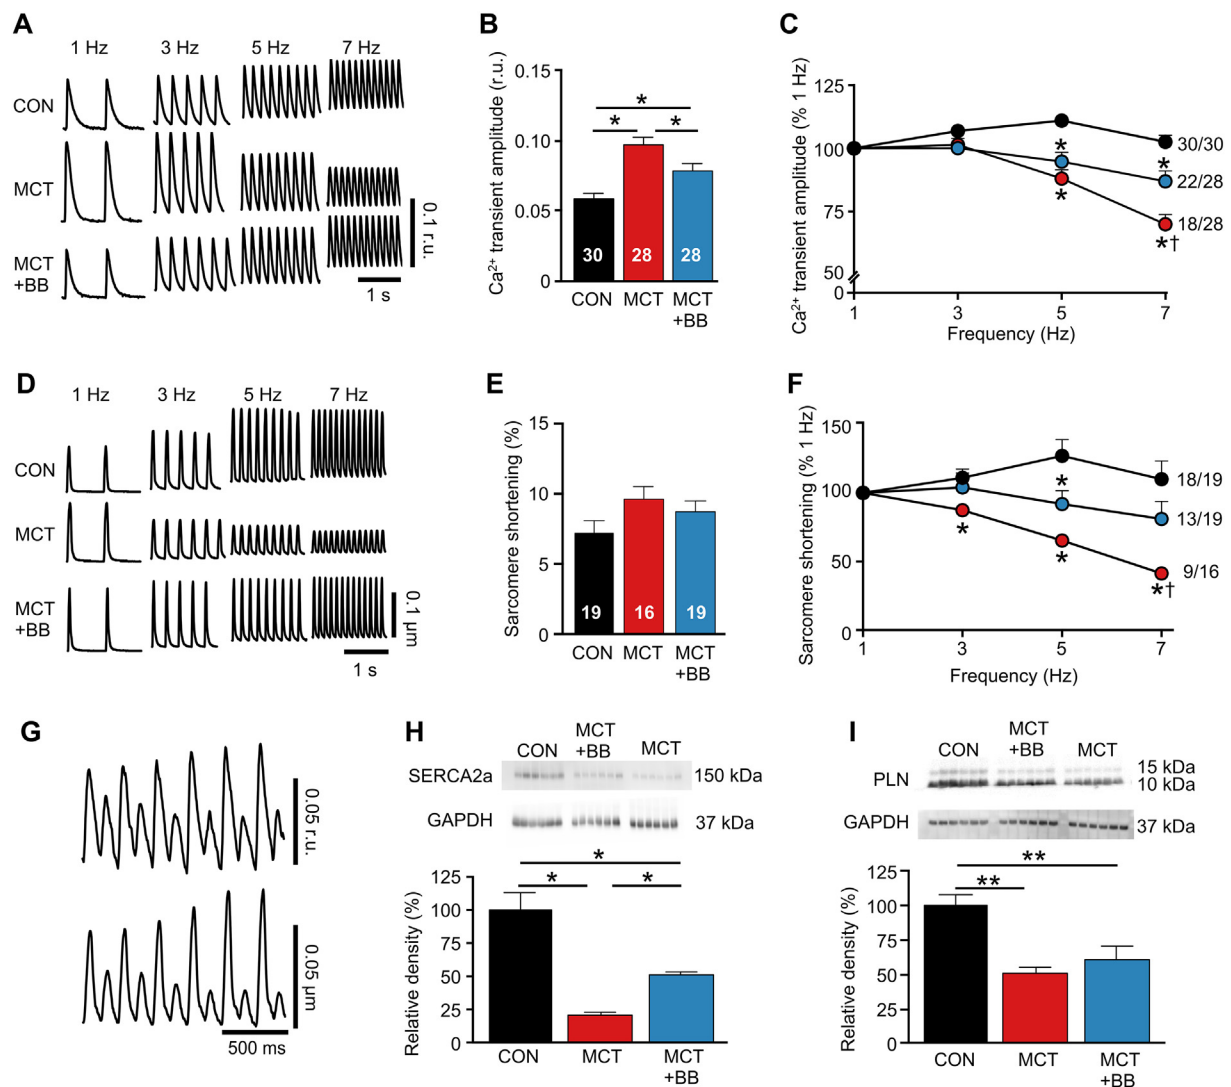 A
1 Hz
3 Hz
5 Hz
7 Hz
CON
MCT
MCT
+BB
0.1 r.u.
1 s
B
Ca²⁺ transient amplitude (r.u.)
0.15
0.10
0.05
0
*
* *
30
28
28
CON
MCT
MCT
+BB
C
Ca²⁺ transient amplitude (% 1 Hz)
125
100
75
50
0
1
3
5
7
Frequency (Hz)
*
*
*
*†
30/30
22/28
18/28
D
1 Hz
3 Hz
5 Hz
7 Hz
CON
MCT
MCT
+BB
0.1 µm
1 s
E
Sarcomere shortening (%)
15
10
5
0
19
16
19
CON
MCT
MCT
+BB
F
Sarcomere shortening (% 1 Hz)
150
100
50
0
1
3
5
7
Frequency (Hz)
*
*
*
*†
18/19
13/19
9/16
G
0.05 r.u.
0.05 µm
500 ms
H
CON
MCT
+BB
MCT
SERCA2a
150 kDa
GAPDH
37 kDa
Relative density (%)
125
100
75
50
25
0
*
* *
CON
MCT
MCT
+BB
I
CON
MCT
+BB
MCT
PLN
15 kDa
10 kDa
GAPDH
37 kDa
Relative density (%)
125
100
75
50
25
0
**
**
CON
MCT
MCT
+BB